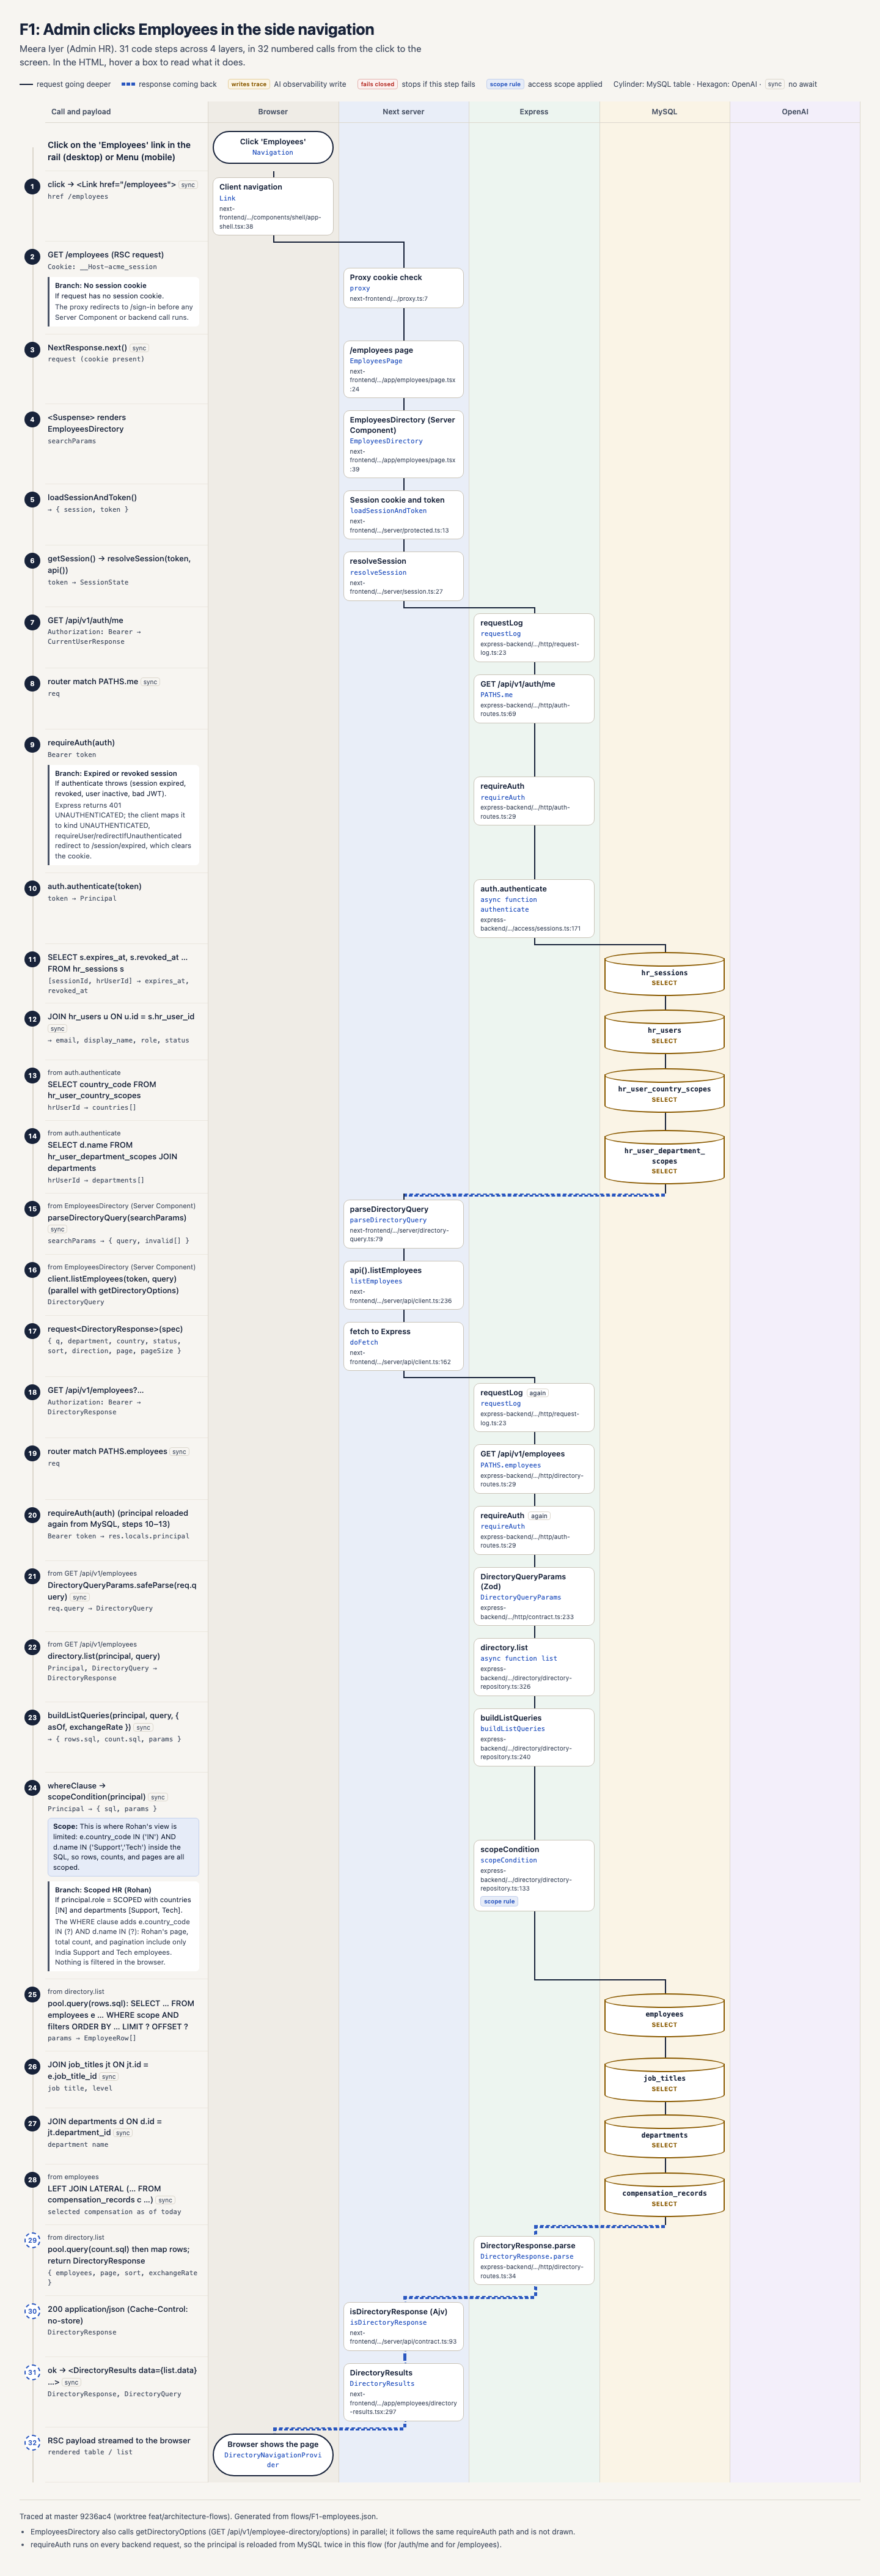 F1: Admin clicks Employees in the side navigation
Meera Iyer (Admin HR). 31 code steps across 4 layers, in 32 numbered calls from the click to the
screen. In the HTML, hover a box to read what it does.
request going deeper
response coming back
writes trace AI observability write
fails closed stops if this step fails
scope rule access scope applied
Cylinder: MySQL table · Hexagon: OpenAI · sync no await
Call and payload
Browser
Next server
Express
MySQL
OpenAI
Click on the 'Employees' link in the
rail (desktop) or Menu (mobile)
Click 'Employees'
Navigation
1
click → <Link href="/employees"> sync
href /employees
Client navigation
Link
next-
frontend/…/components/shell/app-
shell.tsx:38
2
GET /employees (RSC request)
Cookie: __Host-acme_session
Branch: No session cookie
If request has no session cookie.
The proxy redirects to /sign-in before any
Server Component or backend call runs.
Proxy cookie check
proxy
next-frontend/…/proxy.ts:7
3
NextResponse.next() sync
request (cookie present)
/employees page
EmployeesPage
next-
frontend/…/app/employees/page.tsx
:24
4
<Suspense> renders
EmployeesDirectory
searchParams
EmployeesDirectory (Server
Component)
EmployeesDirectory
next-
frontend/…/app/employees/page.tsx
:39
5
loadSessionAndToken()
→ { session, token }
Session cookie and token
loadSessionAndToken
next-
frontend/…/server/protected.ts:13
6
getSession() → resolveSession(token,
api())
token → SessionState
resolveSession
resolveSession
next-
frontend/…/server/session.ts:27
7
GET /api/v1/auth/me
Authorization: Bearer →
CurrentUserResponse
requestLog
requestLog
express-backend/…/http/request-
log.ts:23
8
router match PATHS.me sync
req
GET /api/v1/auth/me
PATHS.me
express-backend/…/http/auth-
routes.ts:69
9
requireAuth(auth)
Bearer token
Branch: Expired or revoked session
If authenticate throws (session expired,
revoked, user inactive, bad JWT).
Express returns 401
UNAUTHENTICATED; the client maps it
to kind UNAUTHENTICATED,
requireUser/redirectIfUnauthenticated
redirect to /session/expired, which clears
the cookie.
requireAuth
requireAuth
express-backend/…/http/auth-
routes.ts:29
10
auth.authenticate(token)
token → Principal
auth.authenticate
async function
authenticate
express-
backend/…/access/sessions.ts:171
11
SELECT s.expires_at, s.revoked_at …
FROM hr_sessions s
[sessionId, hrUserId] → expires_at,
revoked_at
hr_sessions
SELECT
12
JOIN hr_users u ON u.id = s.hr_user_id
sync
→ email, display_name, role, status
hr_users
SELECT
13
from auth.authenticate
SELECT country_code FROM
hr_user_country_scopes
hrUserId → countries[]
hr_user_country_scopes
SELECT
14
from auth.authenticate
SELECT d.name FROM
hr_user_department_scopes JOIN
departments
hrUserId → departments[]
hr_user_department_
scopes
SELECT
15
from EmployeesDirectory (Server Component)
parseDirectoryQuery(searchParams)
sync
searchParams → { query, invalid[] }
parseDirectoryQuery
parseDirectoryQuery
next-frontend/…/server/directory-
query.ts:79
16
from EmployeesDirectory (Server Component)
client.listEmployees(token, query)
(parallel with getDirectoryOptions)
DirectoryQuery
api().listEmployees
listEmployees
next-
frontend/…/server/api/client.ts:236
17
request<DirectoryResponse>(spec)
{ q, department, country, status,
sort, direction, page, pageSize }
fetch to Express
doFetch
next-
frontend/…/server/api/client.ts:162
18
GET /api/v1/employees?...
Authorization: Bearer →
DirectoryResponse
requestLog again
requestLog
express-backend/…/http/request-
log.ts:23
19
router match PATHS.employees sync
req
GET /api/v1/employees
PATHS.employees
express-backend/…/http/directory-
routes.ts:29
20
requireAuth(auth) (principal reloaded
again from MySQL, steps 10–13)
Bearer token → res.locals.principal
requireAuth again
requireAuth
express-backend/…/http/auth-
routes.ts:29
21
from GET /api/v1/employees
DirectoryQueryParams.safeParse(req.q
uery) sync
req.query → DirectoryQuery
DirectoryQueryParams
(Zod)
DirectoryQueryParams
express-
backend/…/http/contract.ts:233
22
from GET /api/v1/employees
directory.list(principal, query)
Principal, DirectoryQuery →
DirectoryResponse
directory.list
async function list
express-
backend/…/directory/directory-
repository.ts:326
23
buildListQueries(principal, query, {
asOf, exchangeRate }) sync
→ { rows.sql, count.sql, params }
buildListQueries
buildListQueries
express-
backend/…/directory/directory-
repository.ts:240
24
whereClause →
scopeCondition(principal) sync
Principal → { sql, params }
Scope: This is where Rohan's view is
limited: e.country_code IN ('IN') AND
d.name IN ('Support','Tech') inside the
SQL, so rows, counts, and pages are all
scoped.
Branch: Scoped HR (Rohan)
If principal.role = SCOPED with countries
[IN] and departments [Support, Tech].
The WHERE clause adds e.country_code
IN (?) AND d.name IN (?): Rohan's page,
total count, and pagination include only
India Support and Tech employees.
Nothing is filtered in the browser.
scopeCondition
scopeCondition
express-
backend/…/directory/directory-
repository.ts:133
scope rule
25
from directory.list
pool.query(rows.sql): SELECT … FROM
employees e … WHERE scope AND
filters ORDER BY … LIMIT ? OFFSET ?
params → EmployeeRow[]
employees
SELECT
26
JOIN job_titles jt ON jt.id =
e.job_title_id sync
job title, level
job_titles
SELECT
27
JOIN departments d ON d.id =
jt.department_id sync
department name
departments
SELECT
28
from employees
LEFT JOIN LATERAL (… FROM
compensation_records c …) sync
selected compensation as of today
compensation_records
SELECT
29
from directory.list
pool.query(count.sql) then map rows;
return DirectoryResponse
{ employees, page, sort, exchangeRate
}
DirectoryResponse.parse
DirectoryResponse.parse
express-backend/…/http/directory-
routes.ts:34
30
200 application/json (Cache-Control:
no-store)
DirectoryResponse
isDirectoryResponse (Ajv)
isDirectoryResponse
next-
frontend/…/server/api/contract.ts:93
31
ok → <DirectoryResults data={list.data}
…> sync
DirectoryResponse, DirectoryQuery
DirectoryResults
DirectoryResults
next-
frontend/…/app/employees/directory
-results.tsx:297
32
RSC payload streamed to the browser
rendered table / list
Browser shows the page
DirectoryNavigationProvi
der
Traced at master 9236ac4 (worktree feat/architecture-flows). Generated from flows/F1-employees.json.
• EmployeesDirectory also calls getDirectoryOptions (GET /api/v1/employee-directory/options) in parallel; it follows the same requireAuth path and is not drawn.
• requireAuth runs on every backend request, so the principal is reloaded from MySQL twice in this flow (for /auth/me and for /employees).